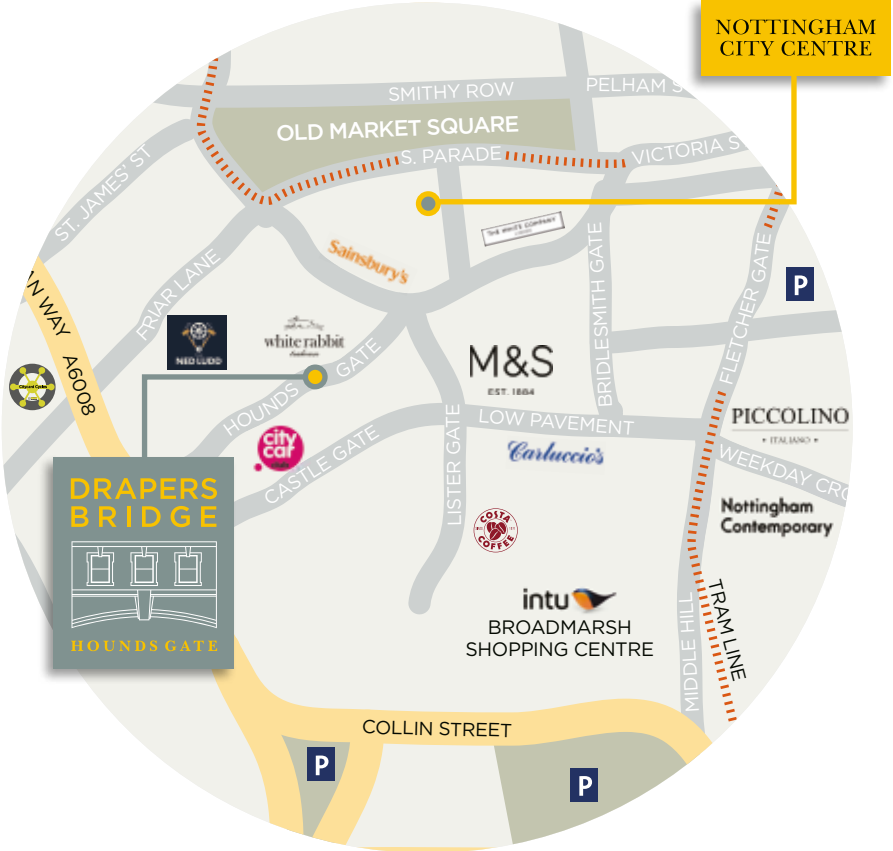 NOTTINGHAM
CITY CENTRE
SMITHY ROW
PELHAM S
OLD MARKET SQUARE
S. PARADE
VICTORIA S
ST. JAMES' ST
THE WHITE COMPANY
Sainsbury's
FRIAR LANE
BRIDLESMITH GATE
FLETCHER GATE
P
AN WAY A6008
NED LUDD
white rabbit
M&S
EST. 1884
HOUNDS GATE
city
car
club
CASTLE GATE
LISTER GATE
LOW PAVEMENT
Carluccio's
PICCOLINO
• ITALIANO •
WEEKDAY CRO
DRAPERS
BRIDGE
HOUNDS GATE
COSTA
COFFEE
Nottingham
Contemporary
intu
BROADMARSH
SHOPPING CENTRE
MIDDLE HILL
TRAM LINE
COLLIN STREET
P
P